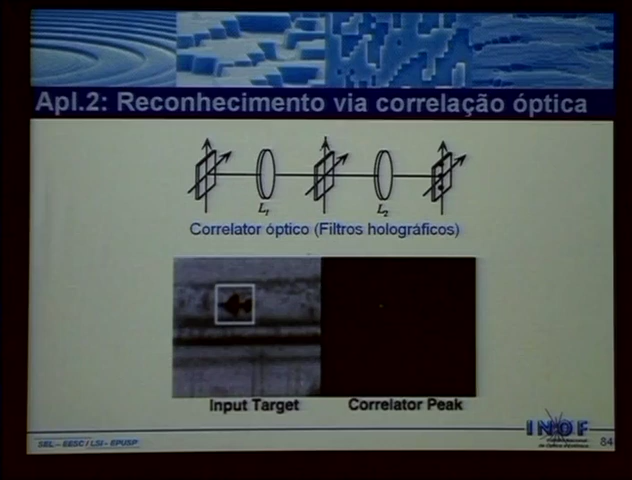 Apl.2: Reconhecimento via correlação óptica
L₁
L₂
Correlator óptico (Filtros holográficos)
Input Target
Correlator Peak
SEL – EESC / LSI - EPUSP
INOF
84